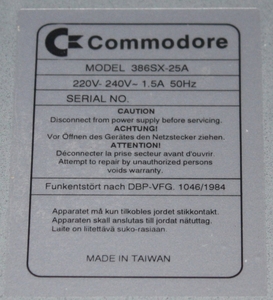 Commodore
MODEL 386SX-25A
220V- 240V~ 1.5A 50Hz
SERIAL NO.
CAUTION
Disconnect from power supply before servicing.
ACHTUNG!
Vor Öffnen des Gerätes den Netzstecker ziehen.
ATTENTION!
Déconnecter la prise secteur avant d'ouvrir.
Attempt to repair by unauthorized persons
voids warranty.
Funkentstört nach DBP-VFG. 1046/1984
Apparatet må kun tilkobles jordet stikkontakt.
Apparaten skall anslutas till jordat nätuttag.
Laite on liitettävä suko-rasiaan.
MADE IN TAIWAN